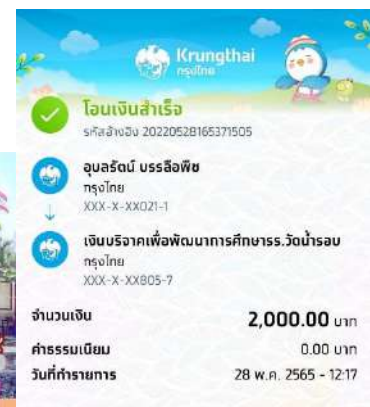 Krungthai
กรุงไทย
โอนเงินสำเร็จ
รหัสอ้างอิง 20220528165371505
อุบลรัตน์ บรรลือพืช
กรุงไทย
XXX-X-XX021-1
เงินบริจาคเพื่อพัฒนาการศึกษารร.วัดน้ำรอบ
กรุงไทย
XXX-X-XX805-7
จำนวนเงิน 2,000.00 บาท
ค่าธรรมเนียม 0.00 บาท
วันที่ทำรายการ 28 พ.ค. 2565 - 12:17